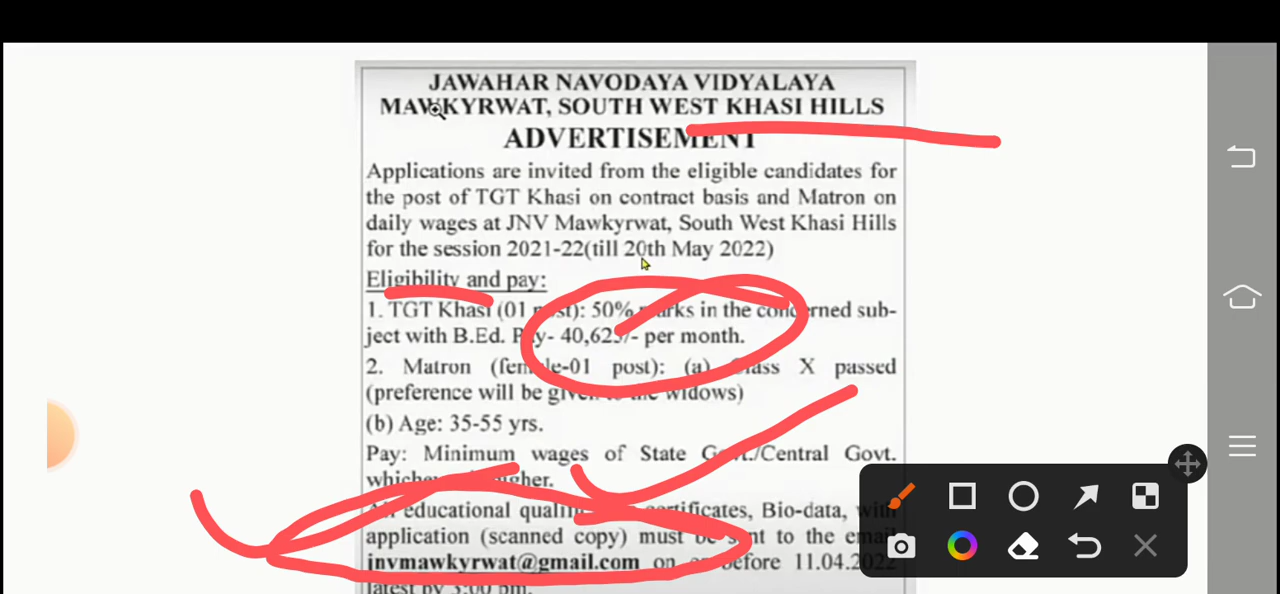 JAWAHAR NAVODAYA VIDYALAYA
MAWKYRWAT, SOUTH WEST KHASI HILLS
ADVERTISEMENT
Applications are invited from the eligible candidates for
the post of TGT Khasi on contract basis and Matron on
daily wages at JNV Mawkyrwat, South West Khasi Hills
for the session 2021-22(till 20th May 2022)
Eligibility and pay:
1. TGT Khasi (01 post): 50% marks in the concerned sub-
ject with B.Ed. Pay- 40,625/- per month.
2. Matron (female-01 post): (a) Class X passed
(preference will be given to the widows)
(b) Age: 35-55 yrs.
Pay: Minimum wages of State Govt./Central Govt.
whichever higher.
All educational certificates, Bio-data, with
application (scanned copy) must be sent to the email
jnvmawkyrwat@gmail.com on or before 11.04.2022
latest by 3:00 pm.